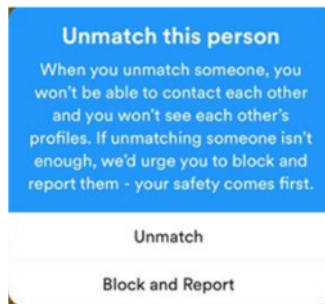 Unmatch this person
When you unmatch someone, you
won't be able to contact each other
and you won't see each other's
profiles. If unmatching someone isn't
enough, we'd urge you to block and
report them - your safety comes first.
Unmatch
Block and Report